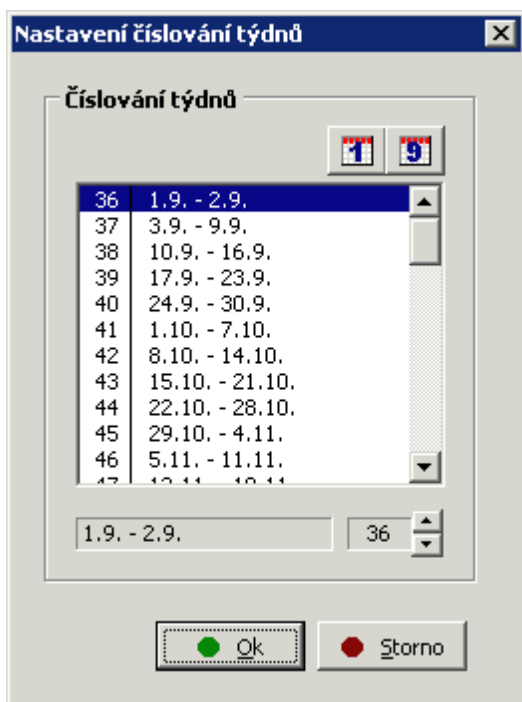 Nastavení číslování týdnů
Číslování týdnů
1 9
36 1.9. - 2.9.
37 3.9. - 9.9.
38 10.9. - 16.9.
39 17.9. - 23.9.
40 24.9. - 30.9.
41 1.10. - 7.10.
42 8.10. - 14.10.
43 15.10. - 21.10.
44 22.10. - 28.10.
45 29.10. - 4.11.
46 5.11. - 11.11.
1.9. - 2.9. 36
Ok Storno